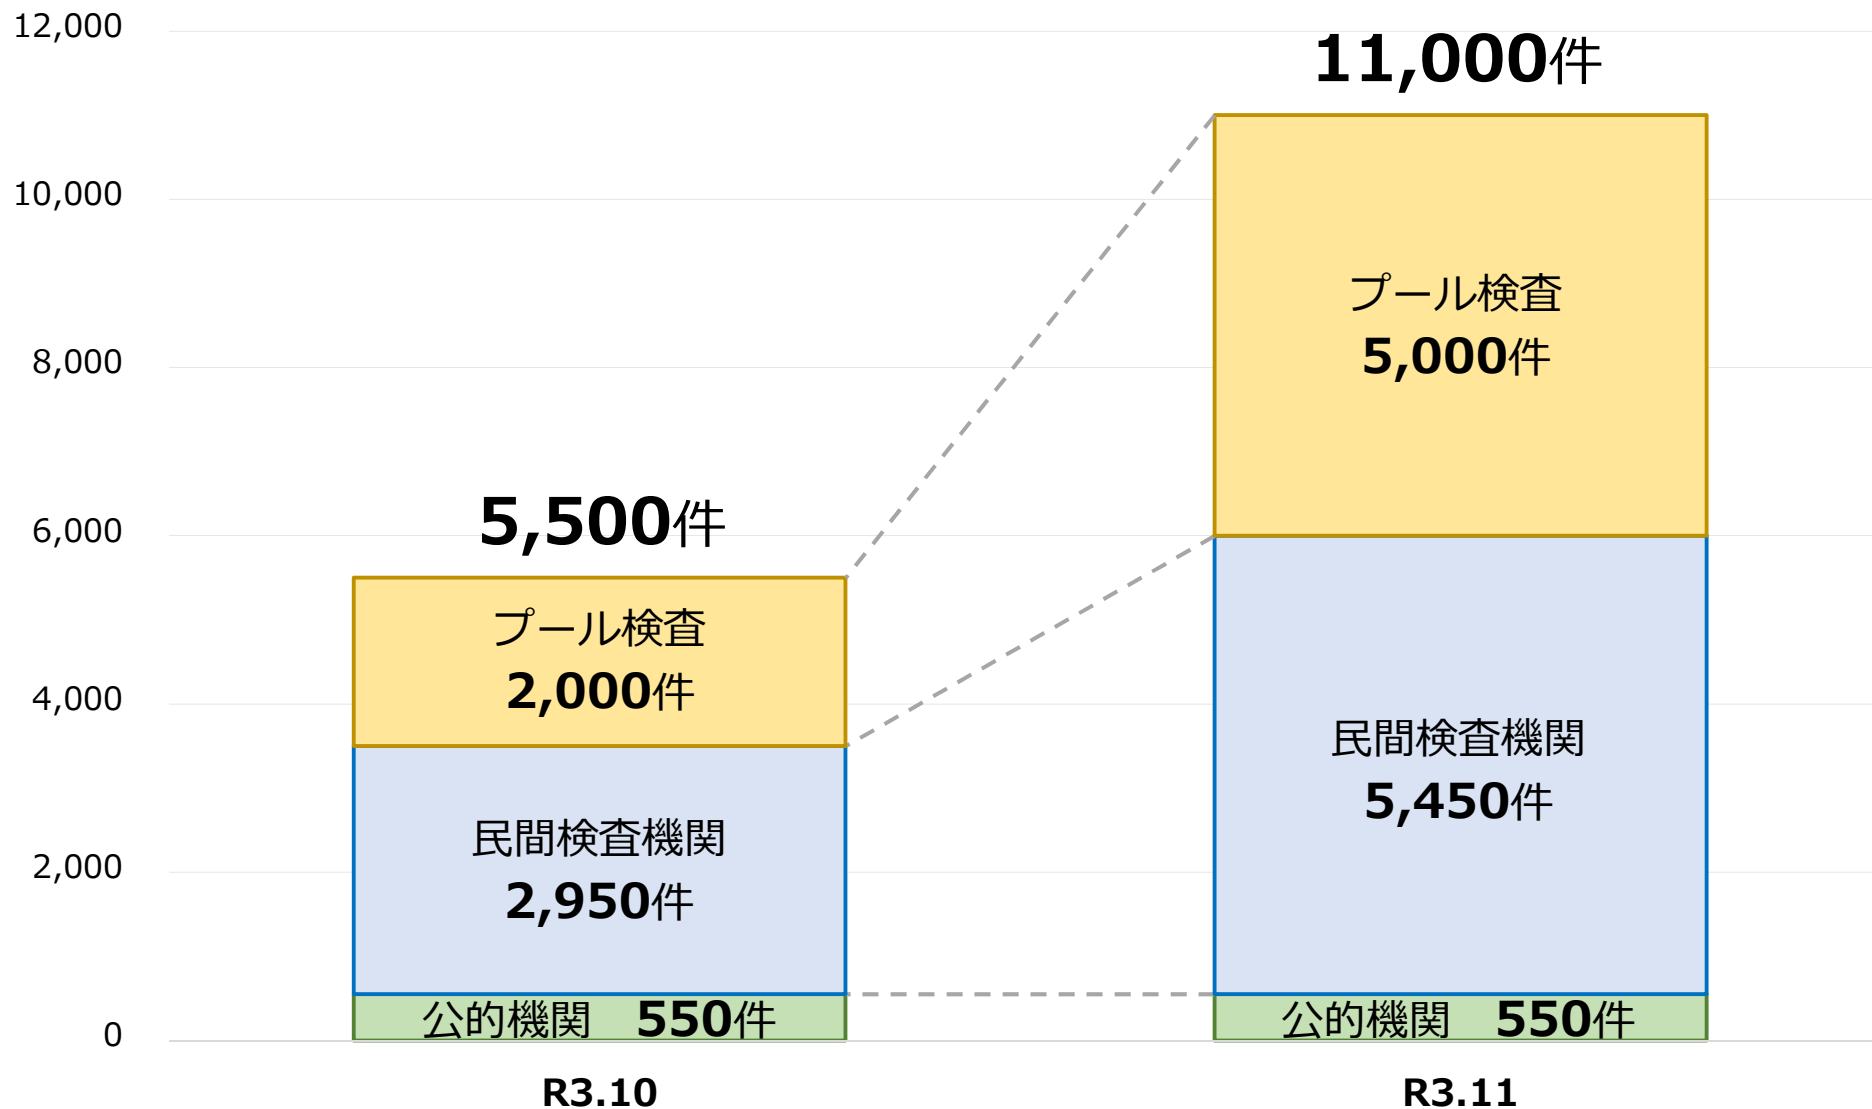 12,000
10,000
8,000
6,000
4,000
2,000
0
5,500件
プール検査
2,000件
民間検査機関
2,950件
公的機関　550件
R3.10
11,000件
プール検査
5,000件
民間検査機関
5,450件
公的機関　550件
R3.11